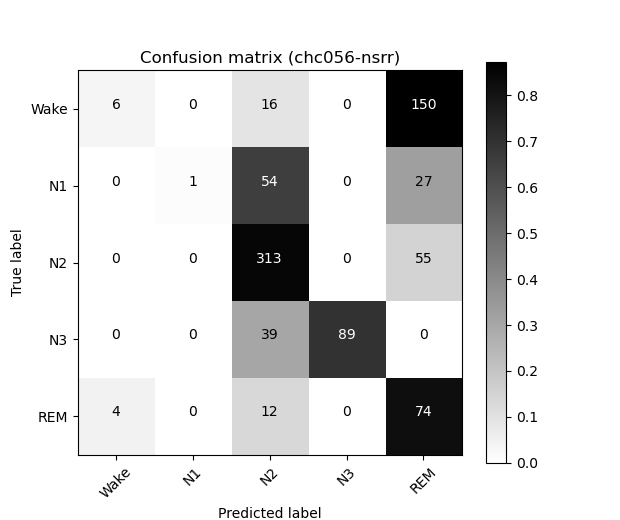 Confusion matrix (chc056-nsrr)
Wake 6 0 16 0 150
N1 0 1 54 0 27
N2 0 0 313 0 55
N3 0 0 39 89 0
REM 4 0 12 0 74
Wake N1 N2 N3 REM
True label
Predicted label
0.8
0.7
0.6
0.5
0.4
0.3
0.2
0.1
0.0